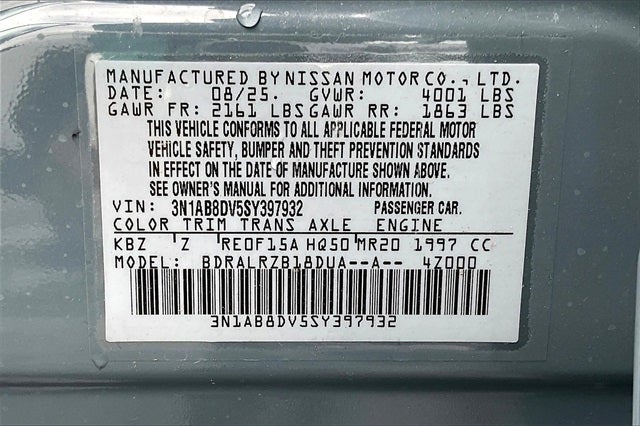 MANUFACTURED BY NISSAN MOTOR CO., LTD.
DATE: 08/25. GVWR: 4001 LBS
GAWR FR: 2161 LBS GAWR RR: 1863 LBS
THIS VEHICLE CONFORMS TO ALL APPLICABLE FEDERAL MOTOR
VEHICLE SAFETY, BUMPER AND THEFT PREVENTION STANDARDS
IN EFFECT ON THE DATE OF MANUFACTURE SHOWN ABOVE.
SEE OWNER'S MANUAL FOR ADDITIONAL INFORMATION.
VIN: 3N1AB8DV5SY397932 PASSENGER CAR.
COLOR TRIM TRANS AXLE ENGINE
KBZ Z RE0F15A HQ50 MR20 1997 CC
MODEL: BDRALRZB18DUA--A-- 4Z000
3N1AB8DV5SY397932